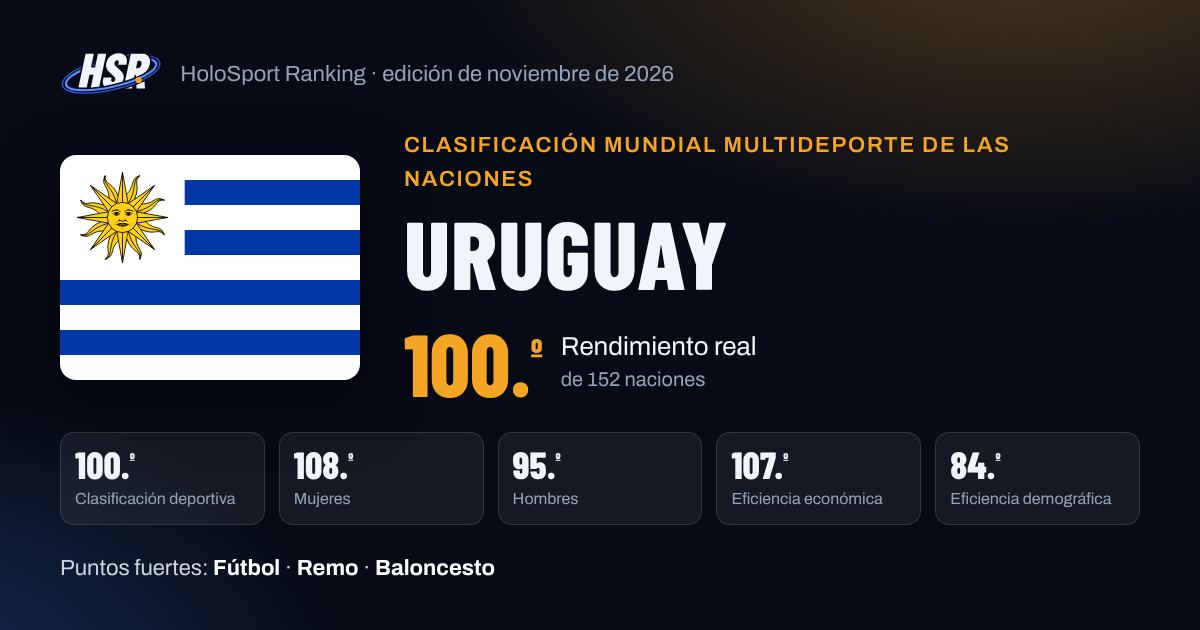 HSR HoloSport Ranking · edición de noviembre de 2026
CLASIFICACIÓN MUNDIAL MULTIDEPORTE DE LAS
NACIONES
URUGUAY
100.º Rendimiento real
de 152 naciones
100.º
Clasificación deportiva
108.º
Mujeres
95.º
Hombres
107.º
Eficiencia económica
84.º
Eficiencia demográfica
Puntos fuertes: Fútbol · Remo · Baloncesto